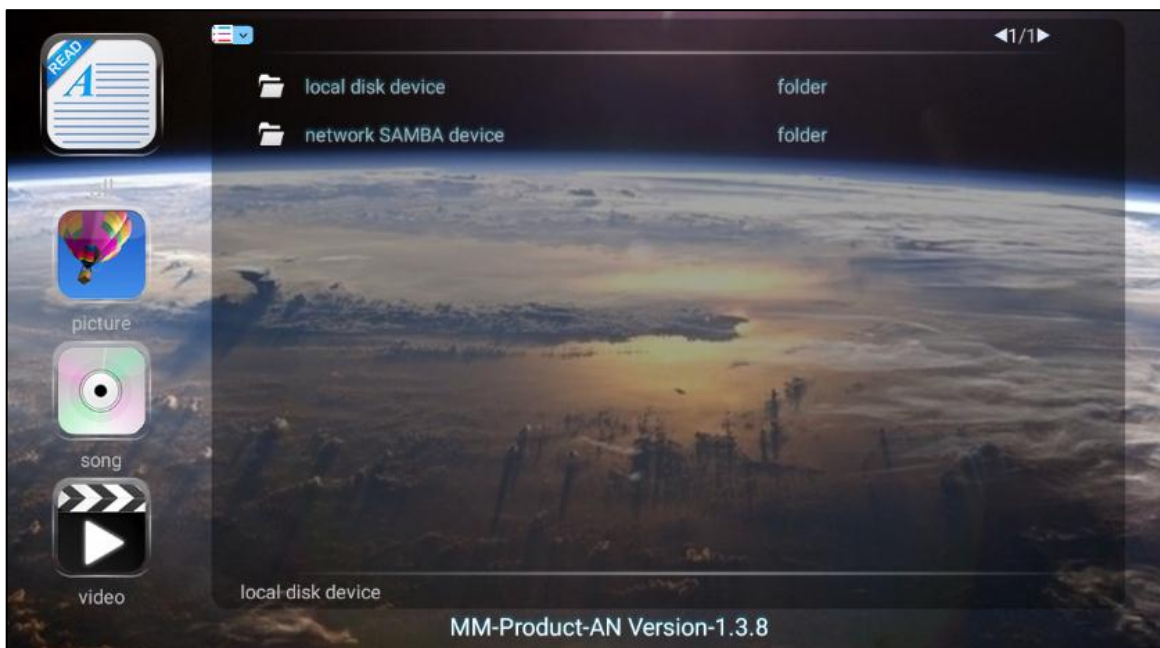 READ
A
all
picture
song
video
◀1/1▶
local disk device folder
network SAMBA device folder
local disk device
MM-Product-AN Version-1.3.8